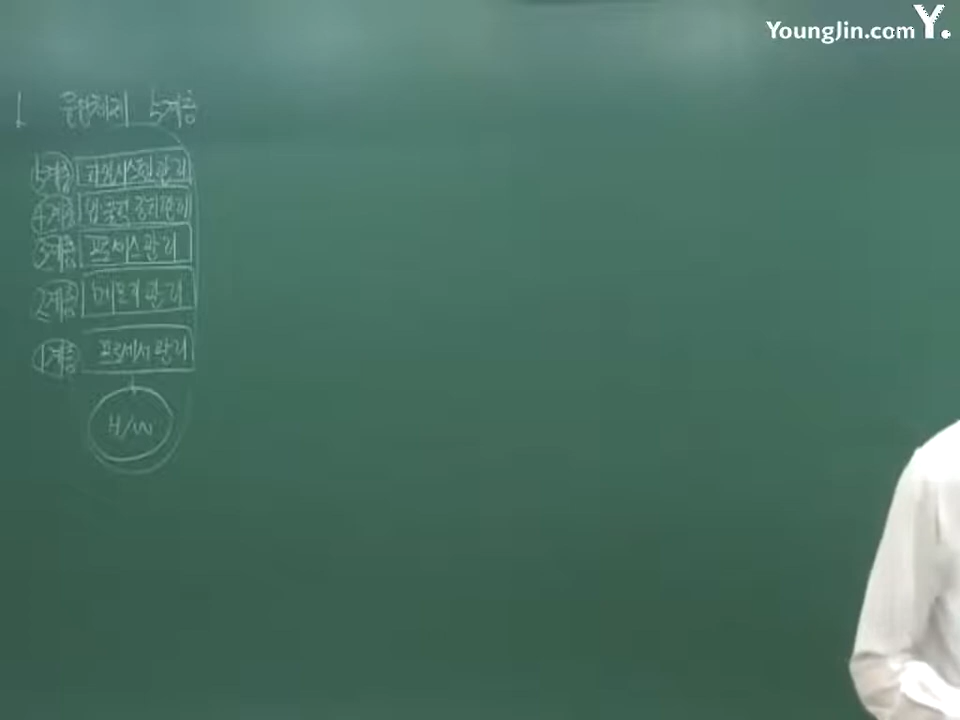 YoungJin.com Y.
1 운영체제 5계층
5계층 파일시스템 관리
4계층 입·출력 장치관리
3계층 프로세스 관리
2계층 메모리 관리
1계층 프로세서 관리
H/W